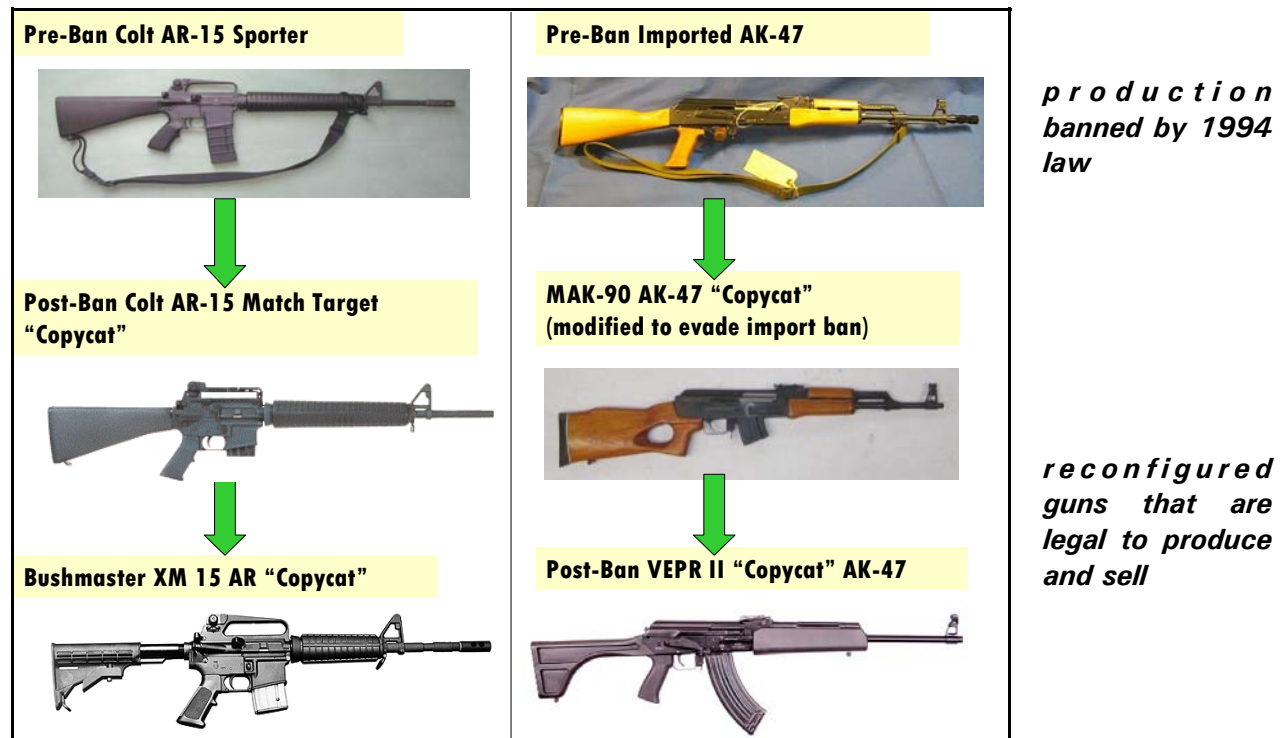 Pre-Ban Colt AR-15 Sporter
Pre-Ban Imported AK-47
production
banned by 1994
law
Post-Ban Colt AR-15 Match Target
“Copycat”
MAK-90 AK-47 “Copycat”
(modified to evade import ban)
reconfigured
guns that are
legal to produce
and sell
Bushmaster XM 15 AR “Copycat”
Post-Ban VEPR II “Copycat” AK-47